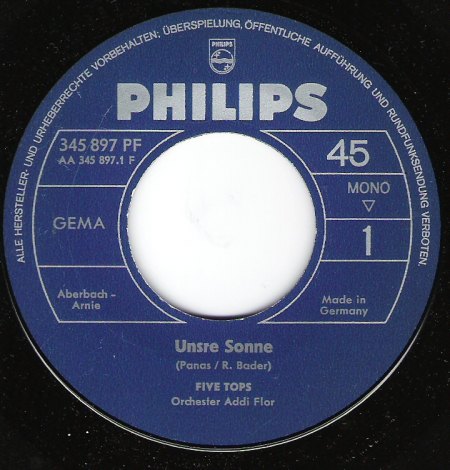 ALLE HERSTELLER- UND URHEBERRECHTE VORBEHALTEN; ÜBERSPIELUNG, ÖFFENTLICHE AUFFÜHRUNG UND RUNDFUNKSENDUNG VERBOTEN.
PHILIPS
PHILIPS
345 897 PF
AA 345 897.1 F
45
MONO
GEMA
1
Aberbach -
Arnie
Made in
Germany
Unsre Sonne
(Panas / R. Bader)
FIVE TOPS
Orchester Addi Flor